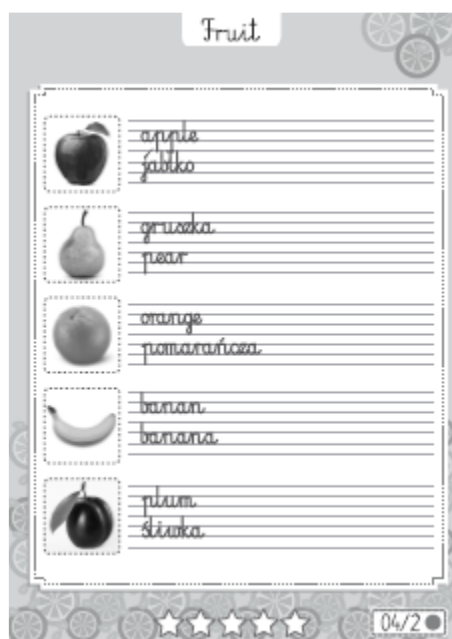 Fruit
apple
jabłko
gruszka
pear
orange
pomarańcza
banan
banana
plum
śliwka
04/2